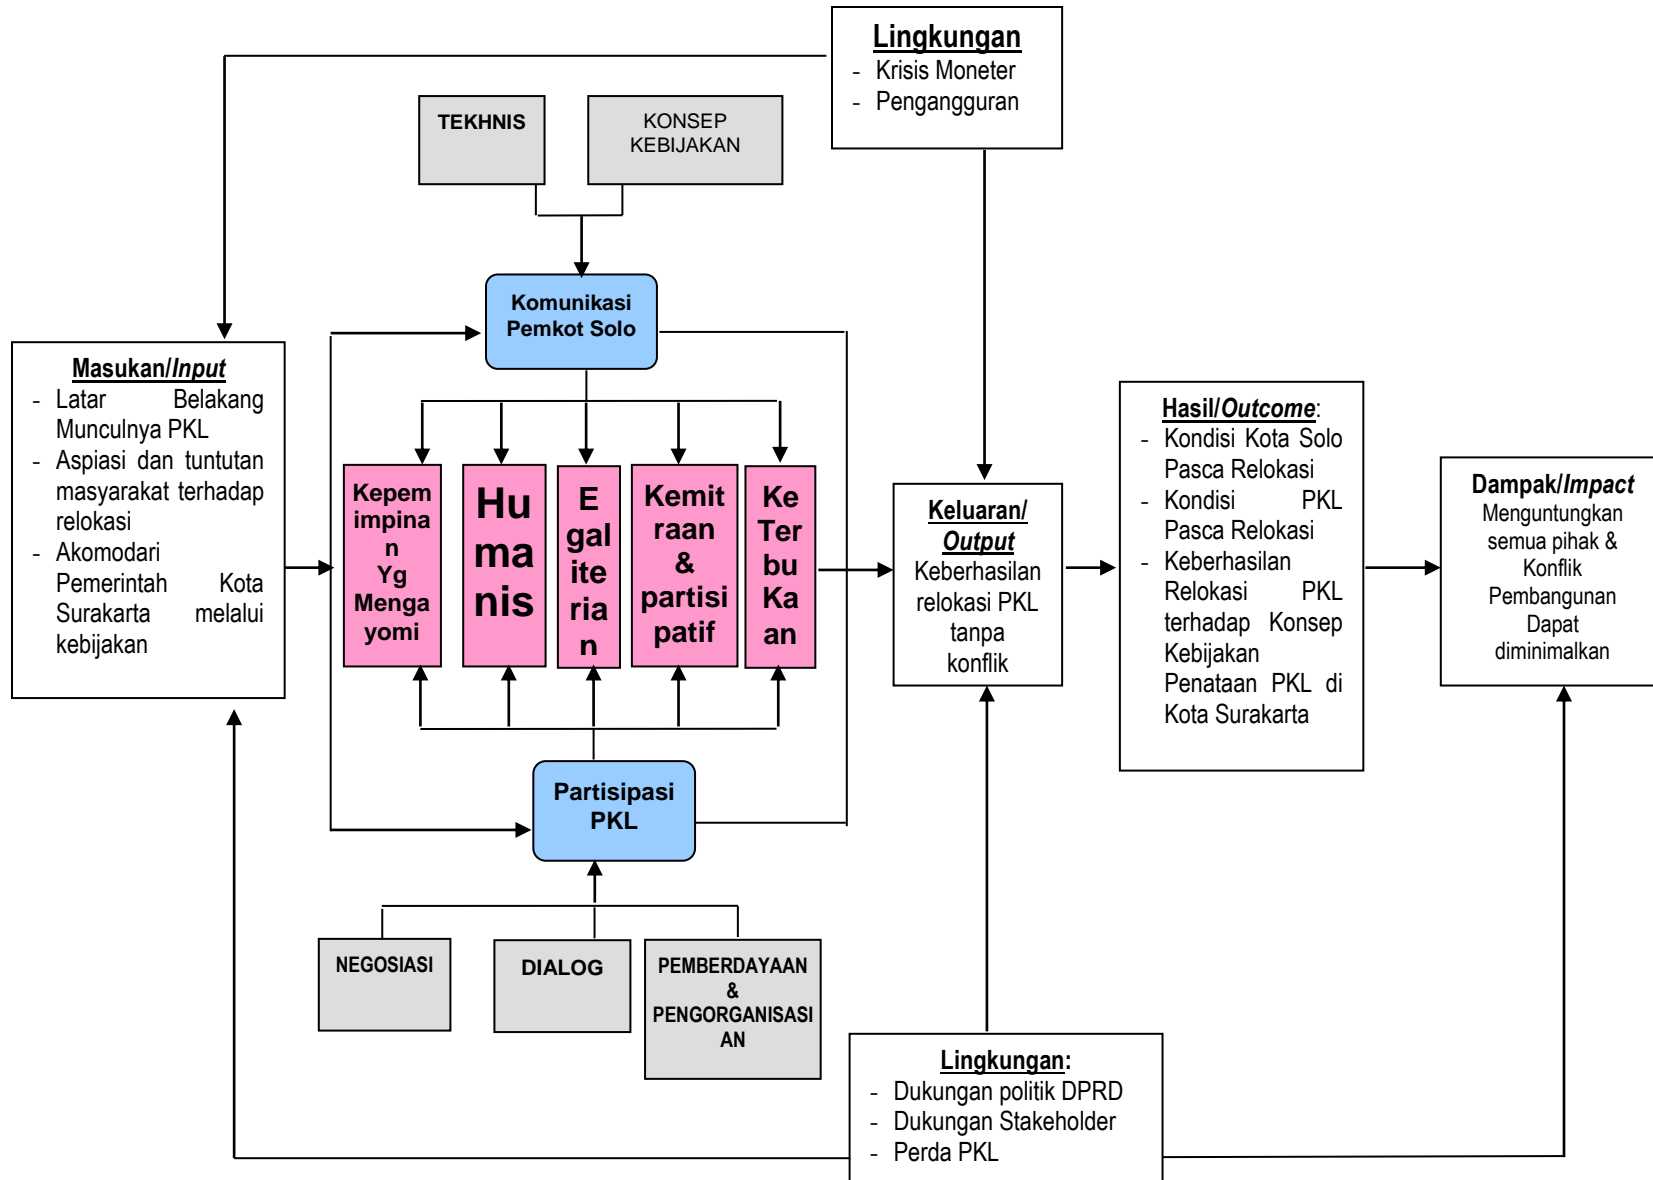 Lingkungan
- Krisis Moneter
- Pengangguran
TEKHNIS
KONSEP
KEBIJAKAN
Komunikasi
Pemkot Solo
Masukan/Input
- Latar Belakang
Munculnya PKL
- Aspiasi dan tuntutan
masyarakat terhadap
relokasi
- Akomodari
Pemerintah Kota
Surakarta melalui
kebijakan
Kepem
impina
n
Yg
Menga
yomi
Hu
ma
nis
E
gal
ite
ria
n
Kemit
raan
&
partisi
patif
Ke
Ter
bu
Ka
an
Keluaran/
Output
Keberhasilan
relokasi PKL
tanpa
konflik
Hasil/Outcome:
- Kondisi Kota Solo
Pasca Relokasi
- Kondisi PKL
Pasca Relokasi
- Keberhasilan
Relokasi PKL
terhadap Konsep
Kebijakan
Penataan PKL di
Kota Surakarta
Dampak/Impact
Menguntungkan
semua pihak &
Konflik
Pembangunan
Dapat
diminimalkan
Partisipasi
PKL
NEGOSIASI
DIALOG
PEMBERDAYAAN
&
PENGORGANISASI
AN
Lingkungan:
- Dukungan politik DPRD
- Dukungan Stakeholder
- Perda PKL